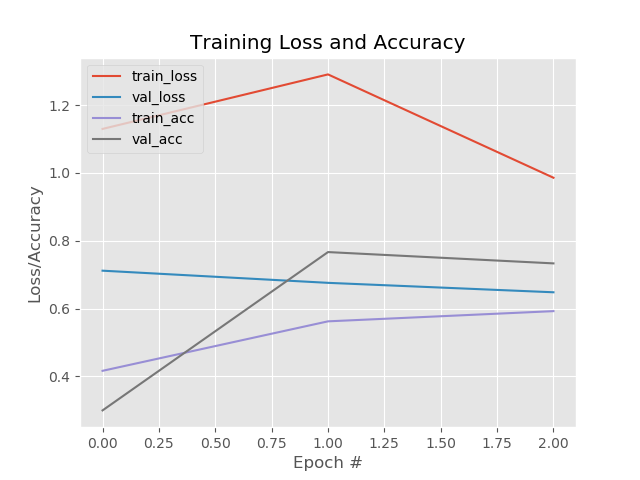 Training Loss and Accuracy
train_loss
val_loss
train_acc
val_acc
1.2
1.0
0.8
0.6
0.4
Loss/Accuracy
0.00 0.25 0.50 0.75 1.00 1.25 1.50 1.75 2.00
Epoch #